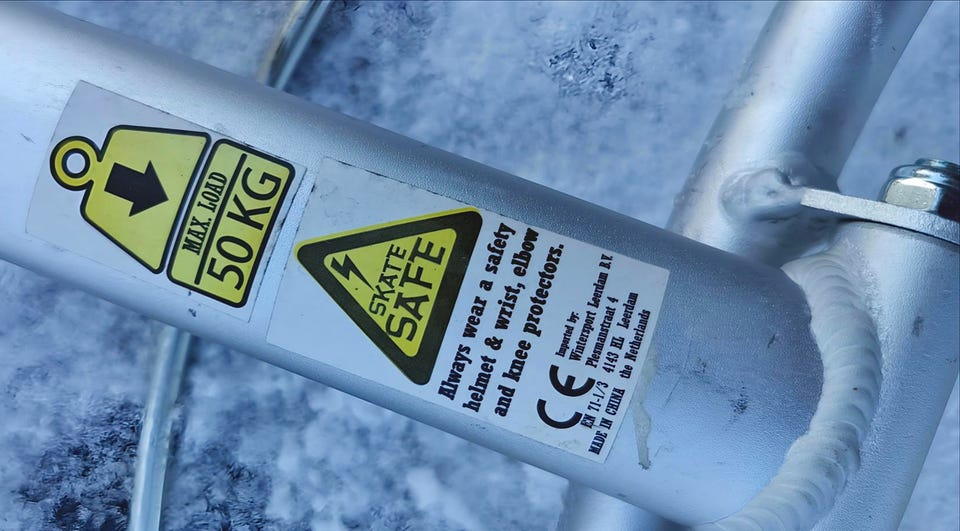 MAX. LOAD
50 KG
SKATE
SAFE
Always wear a safety
helmet & wrist, elbow
and knee protectors.
Imported by:
Wintersport Leerdam B.V.
Plesmanstraat 4
CE
EN 71-1/3 4143 HL Leerdam
MADE IN CHINA the Netherlands